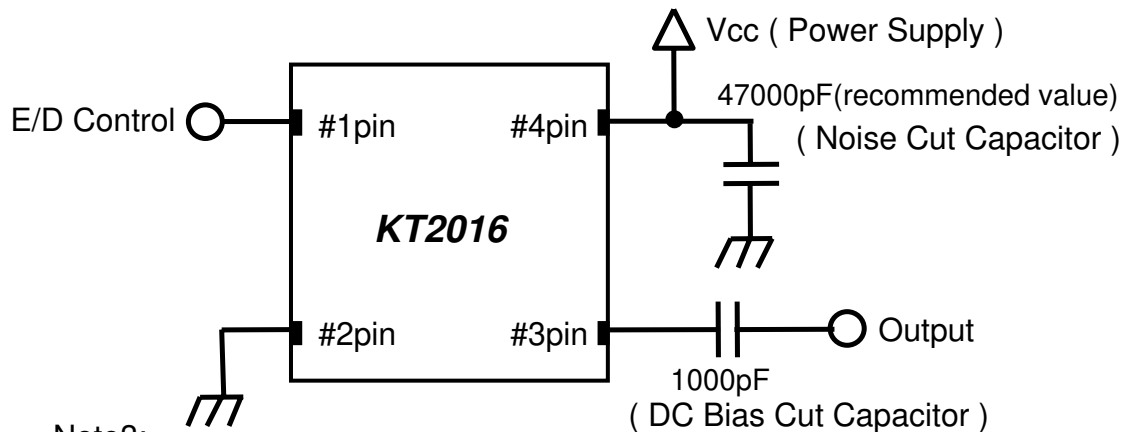 Vcc ( Power Supply )
47000pF(recommended value)
( Noise Cut Capacitor )
E/D Control
#1pin
#4pin
KT2016
#2pin
#3pin
Output
1000pF
( DC Bias Cut Capacitor )